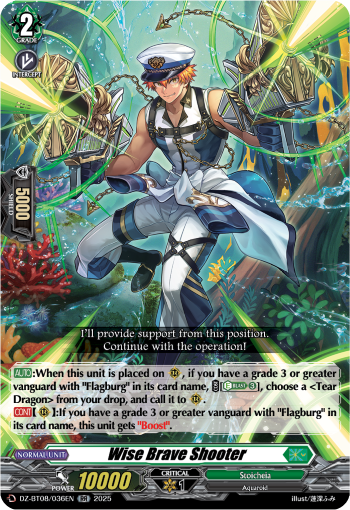 2
GRADE
INTERCEPT
5000
SHIELD
I'll provide support from this position.
Continue with the operation!
AUTO:When this unit is placed on RC, if you have a grade 3 or greater
vanguard with "Flagburg" in its card name, [E-BLAST 3], choose a <Tear
Dragon> from your drop, and call it to RC.
CONT RC:If you have a grade 3 or greater vanguard with "Flagburg" in
its card name, this unit gets "Boost".
NORMAL UNIT
Wise Brave Shooter
POWER 10000
CRITICAL
1
Stoicheia
Aquaroid
DZ-BT08/036EN RR 2025
illust/蓮深ふみ